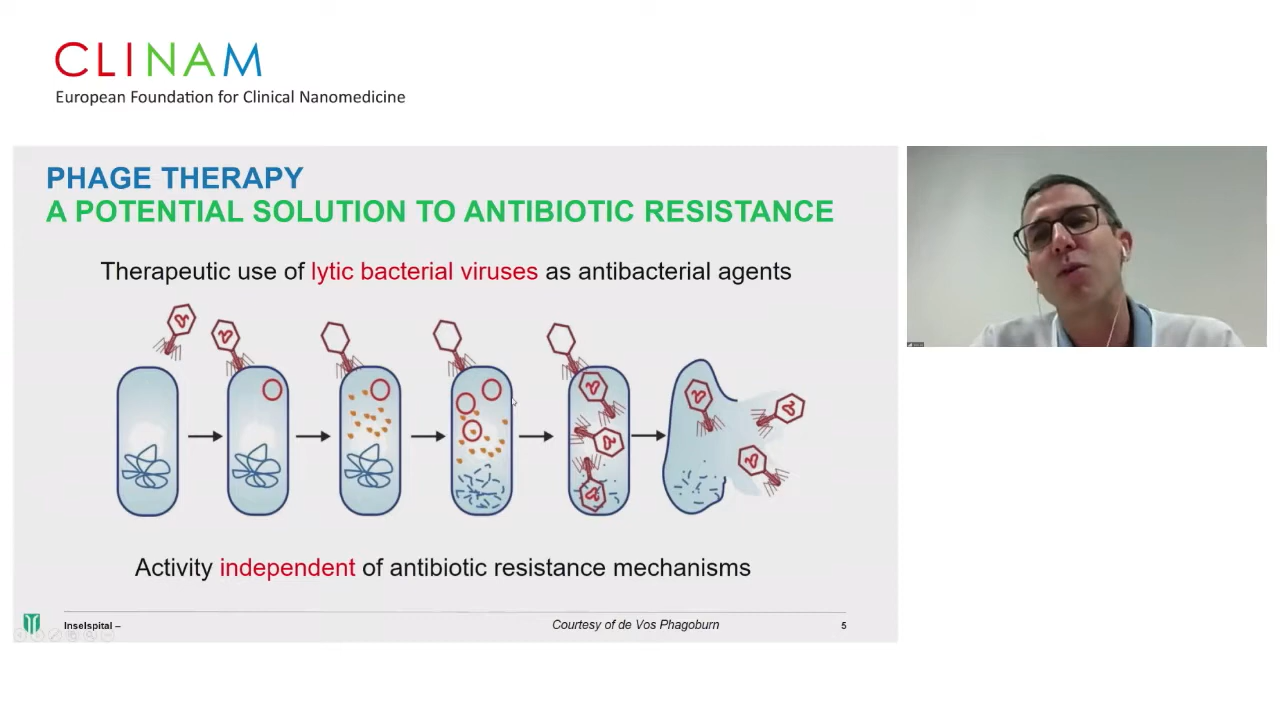 CLINAM
European Foundation for Clinical Nanomedicine
PHAGE THERAPY
A POTENTIAL SOLUTION TO ANTIBIOTIC RESISTANCE
Therapeutic use of lytic bacterial viruses as antibacterial agents
Activity independent of antibiotic resistance mechanisms
Inselspital –
Courtesy of de Vos Phagoburn
5